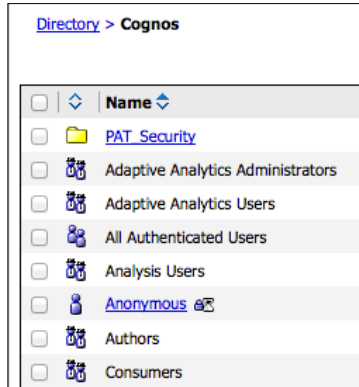 Directory > Cognos
Name
PAT_Security
Adaptive Analytics Administrators
Adaptive Analytics Users
All Authenticated Users
Analysis Users
Anonymous
Authors
Consumers